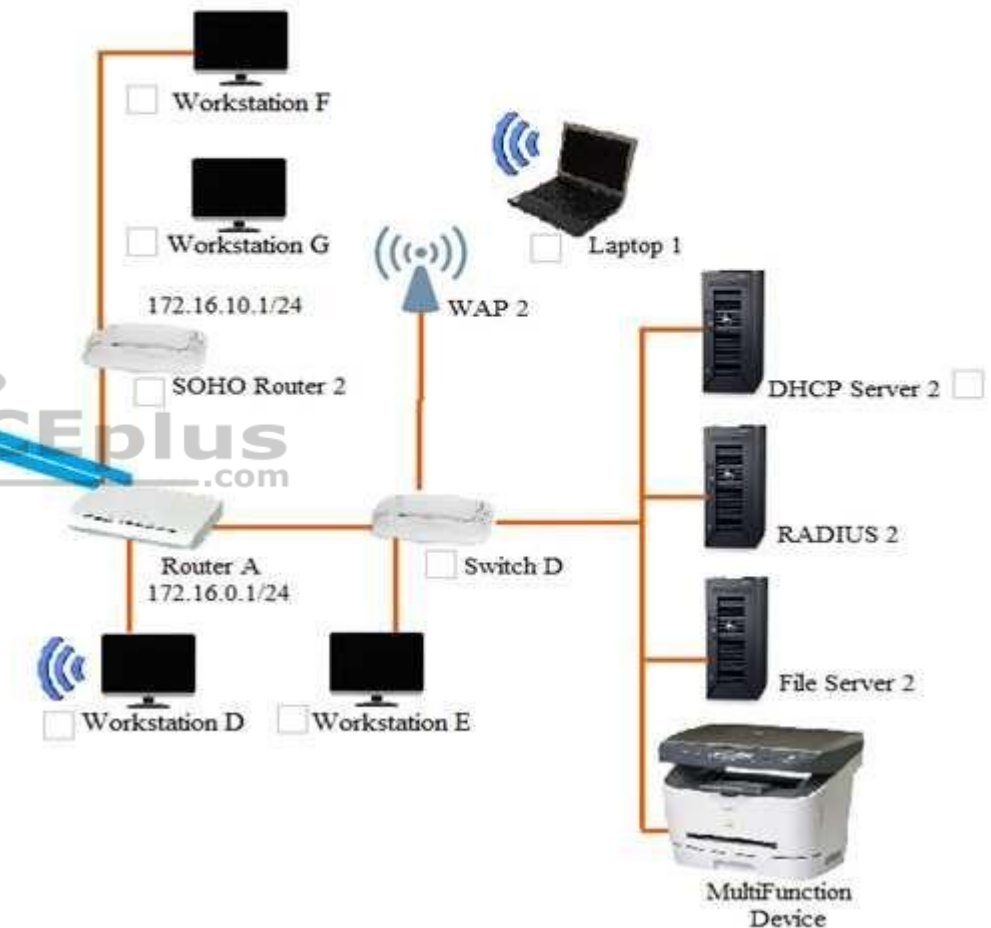 Workstation F
Workstation G
Laptop 1
172.16.10.1/24
WAP 2
SOHO Router 2
DHCP Server 2
Eplus
.com
RADIUS 2
Router A
172.16.0.1/24
Switch D
File Server 2
Workstation D
Workstation E
MultiFunction
Device